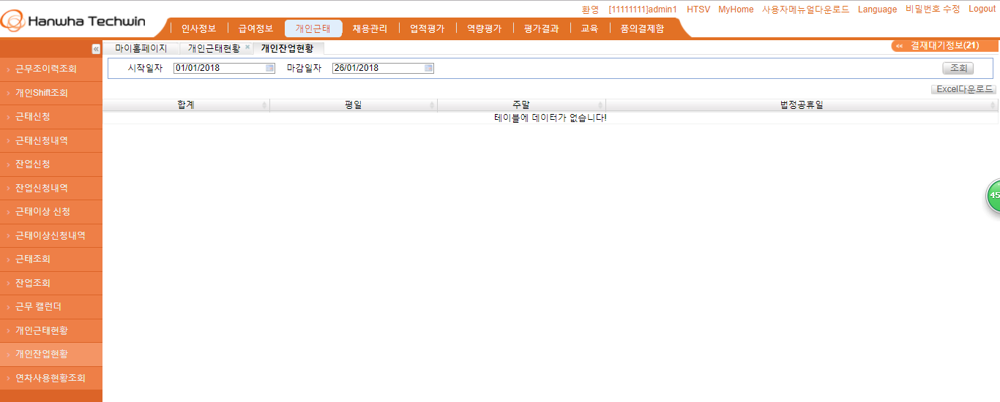 환영 [11111111]admin1 HTSV MyHome 사용자메뉴얼다운로드 Language 비밀번호 수정 Logout
Hanwha Techwin
인사정보 급여정보 개인근태 채용관리 업적평가 역량평가 평가결과 교육 품의결제함
마이홈페이지 개인근태현황 개인잔업현황 결재대기정보(21)
시작일자 01/01/2018 마감일자 26/01/2018 조회
Excel다운로드
합계 평일 주말 법정공휴일
테이블에 데이터가 없습니다!
근무조이력조회
개인Shift조회
근태신청
근태신청내역
잔업신청
잔업신청내역
근태이상 신청
근태이상신청내역
근태조회
잔업조회
근무 캘런더
개인근태현황
개인잔업현황
연차사용현황조회
45